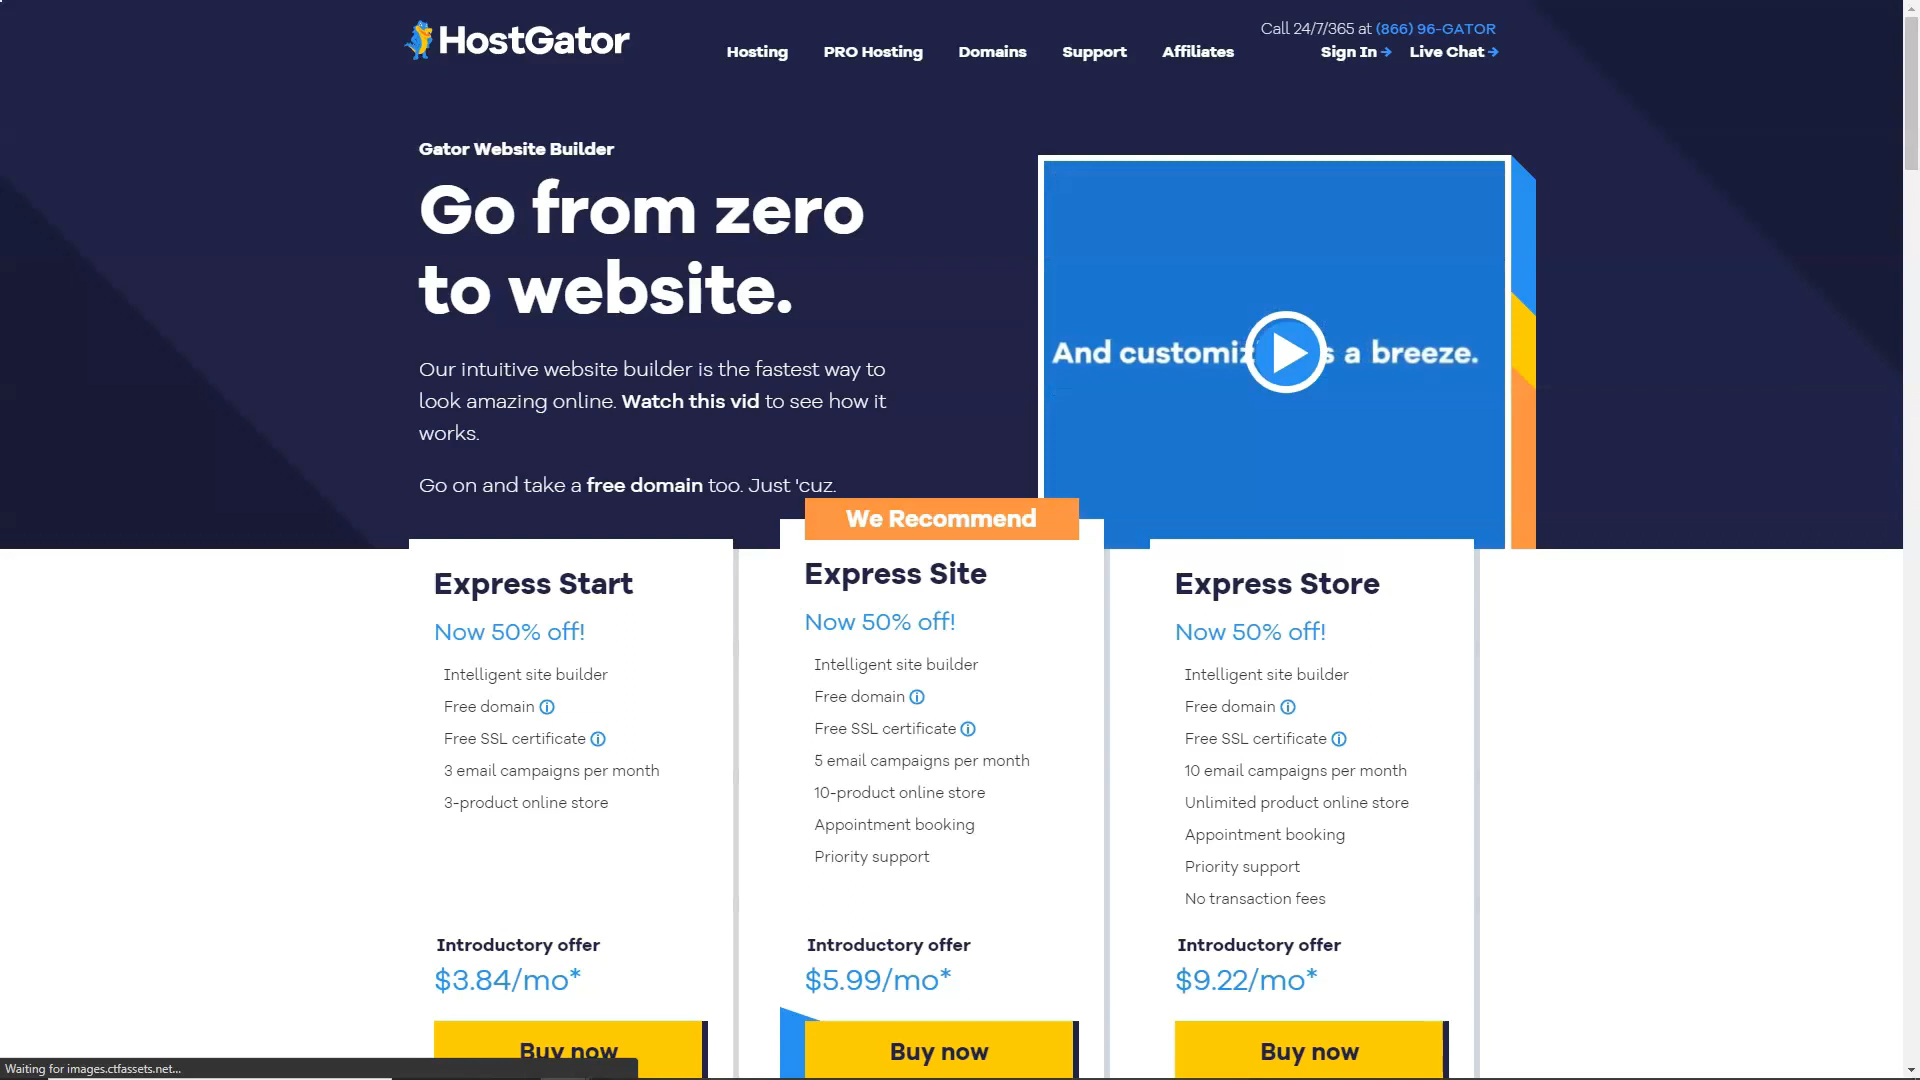 HostGator
Hosting
PRO Hosting
Domains
Support
Affiliates
Call 24/7/365 at (866) 96-GATOR
Sign In
Live Chat
Gator Website Builder
Go from zero
to website.
Our intuitive website builder is the fastest way to
look amazing online. Watch this vid to see how it
works.
Go on and take a free domain too. Just 'cuz.
And customiz s a breeze.
Express Start
Now 50% off!
Intelligent site builder
Free domain
Free SSL certificate
3 email campaigns per month
3-product online store
Introductory offer
$3.84/mo*
Buy now
We Recommend
Express Site
Now 50% off!
Intelligent site builder
Free domain
Free SSL certificate
5 email campaigns per month
10-product online store
Appointment booking
Priority support
Introductory offer
$5.99/mo*
Buy now
Express Store
Now 50% off!
Intelligent site builder
Free domain
Free SSL certificate
10 email campaigns per month
Unlimited product online store
Appointment booking
Priority support
No transaction fees
Introductory offer
$9.22/mo*
Buy now
Waiting for images.ctfassets.net...